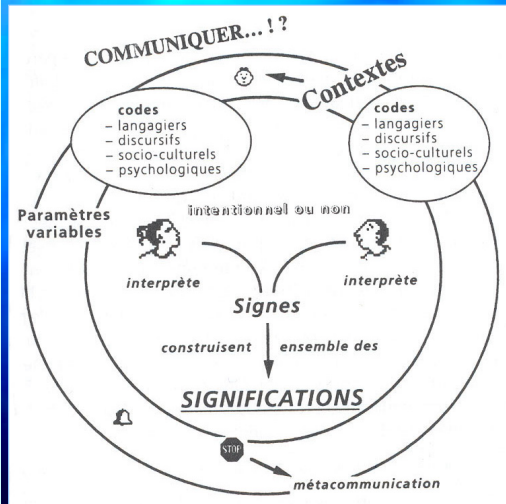 COMMUNIQUER...!?
Contextes
codes
– langagiers
– discursifs
– socio-culturels
– psychologiques
codes
– langagiers
– discursifs
– socio-culturels
– psychologiques
Paramètres
variables
intentionnel ou non
interprète
interprète
Signes
construisent
ensemble des
SIGNIFICATIONS
STOP
métacommunication